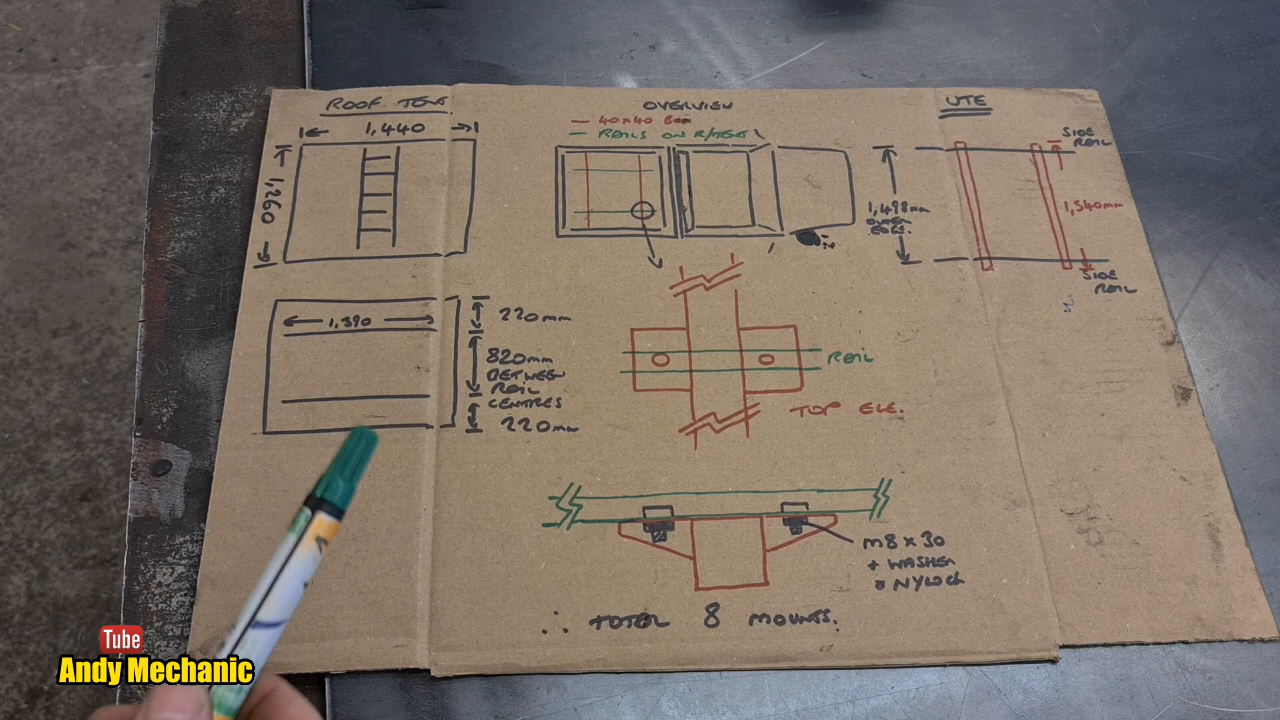 ROOF TENT
1,440
1,260
1,390
220mm
820mm
BETWEEN
RAIL
CENTRES
220mm
OVERVIEW
— 40x40 Box
— RAILS ON R/TENT
RAIL
TOP ELE.
M8 x 30
+ WASHER
NYLOCK
∴ TOTAL 8 MOUNTS.
UTE
SIDE
RAIL
1,498mm
1,540mm
SIDE
RAIL
Tube
Andy Mechanic